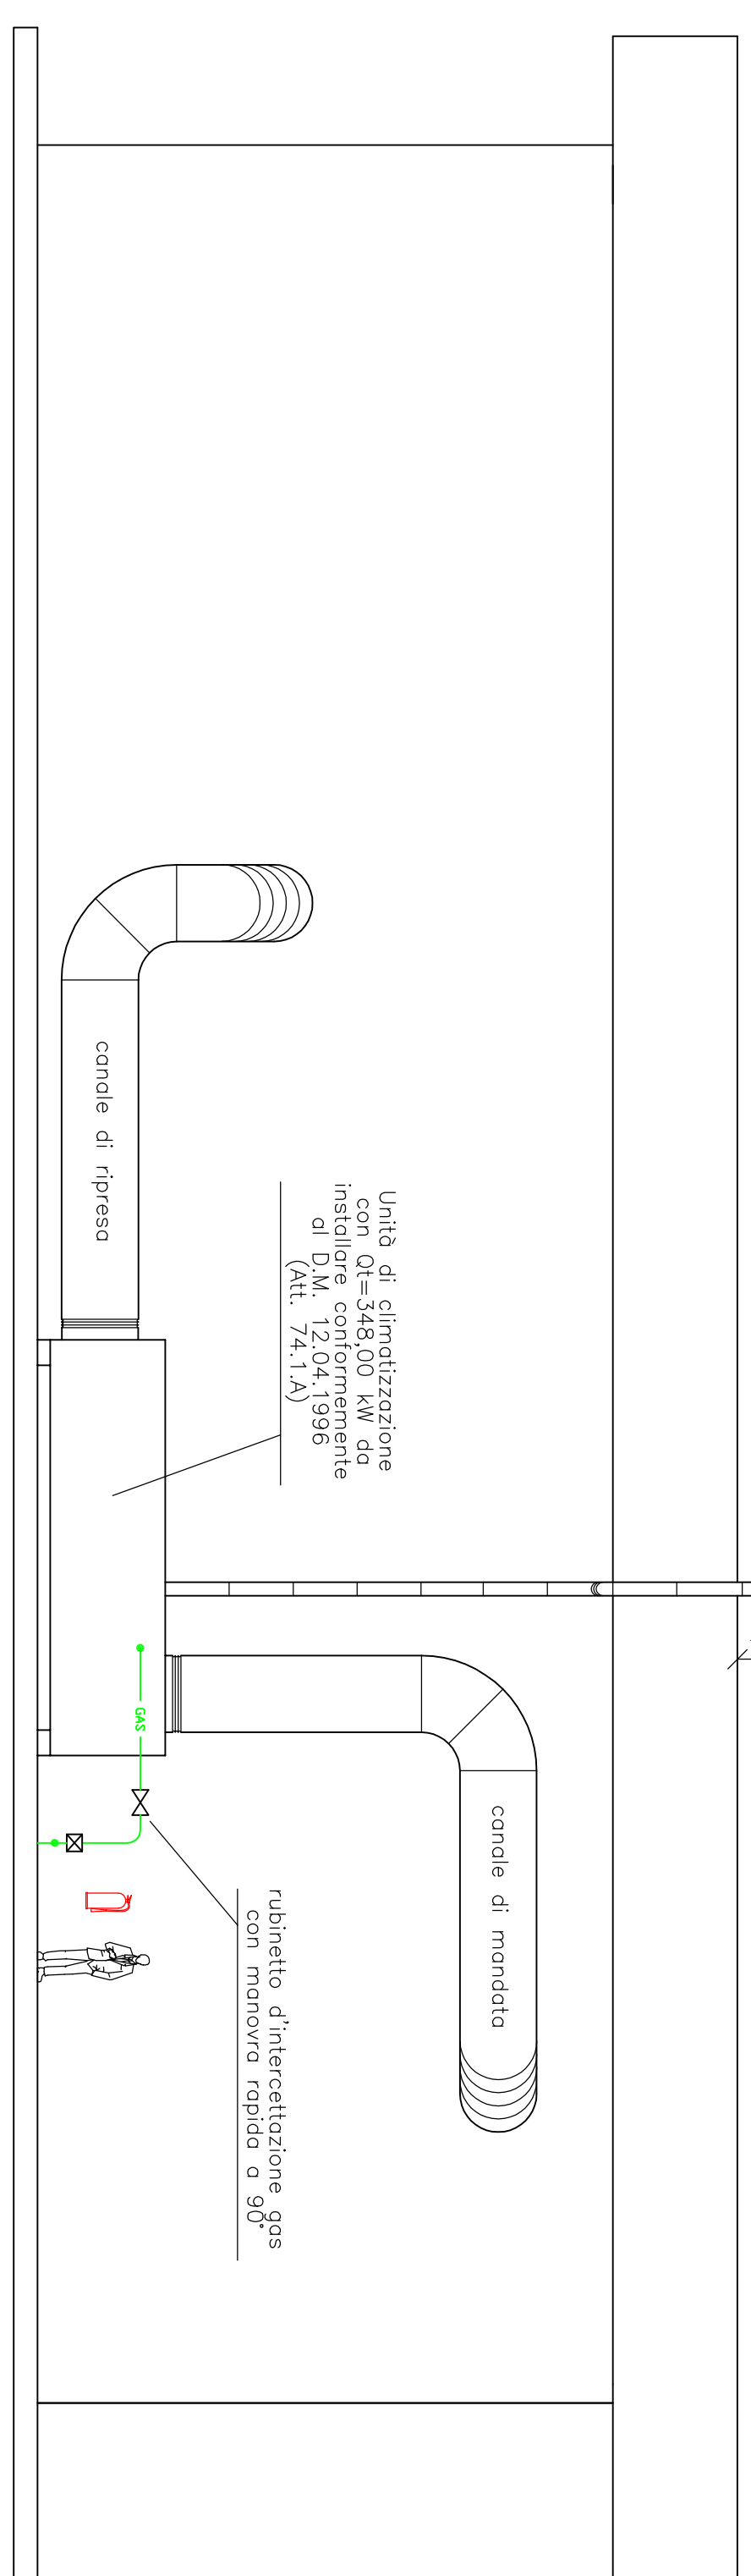 canale di ripresa
Unità di climatizzazione
con Qt=348,00 kW da
installare conformemente
al D.M. 12.04.1996
(Att. 74.1.A)
GAS
canale di mandata
rubinetto d'intercettazione gas
con manovra rapida a 90°